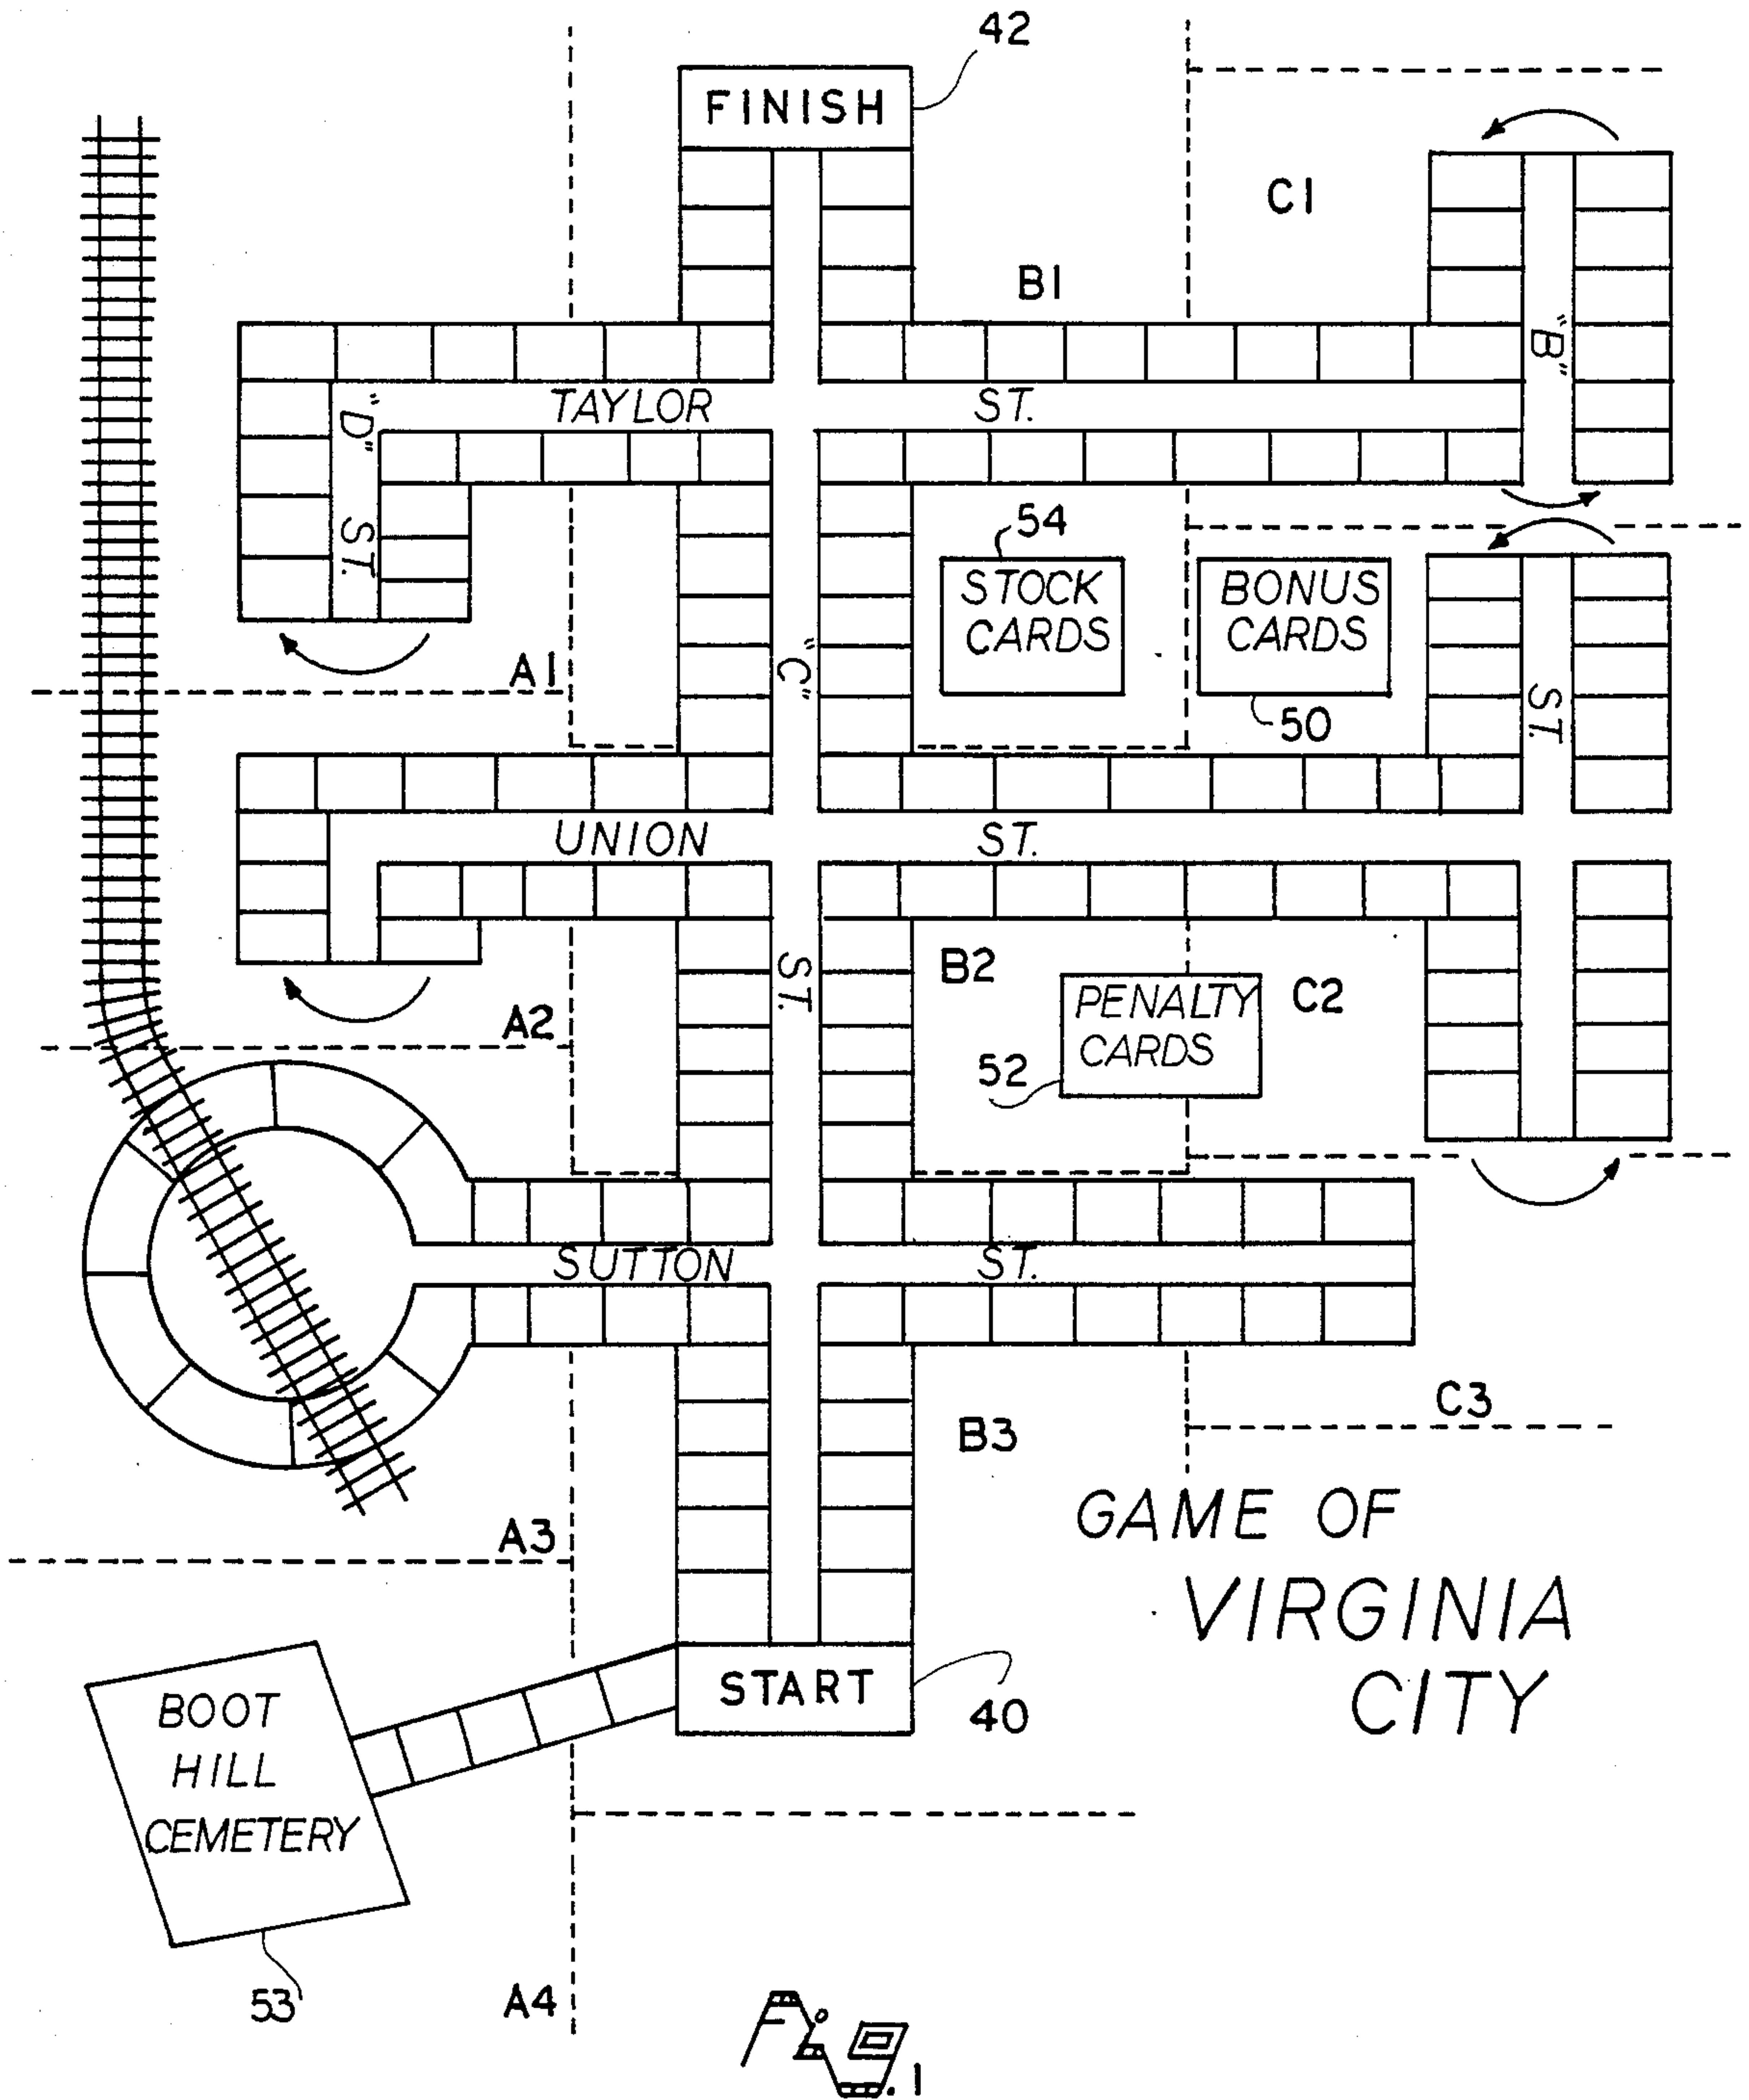 42
FINISH
C1
B1
"B"
TAYLOR ST.
"D"
ST.
54
STOCK
CARDS
BONUS
CARDS
A1
"C"
50
ST.
UNION ST.
B2
ST.
C2
PENALTY
CARDS
A2
52
SUTTON ST.
C3
B3
GAME OF
VIRGINIA
CITY
A3
START
40
BOOT
HILL
CEMETERY
53
A4
Fig. 1